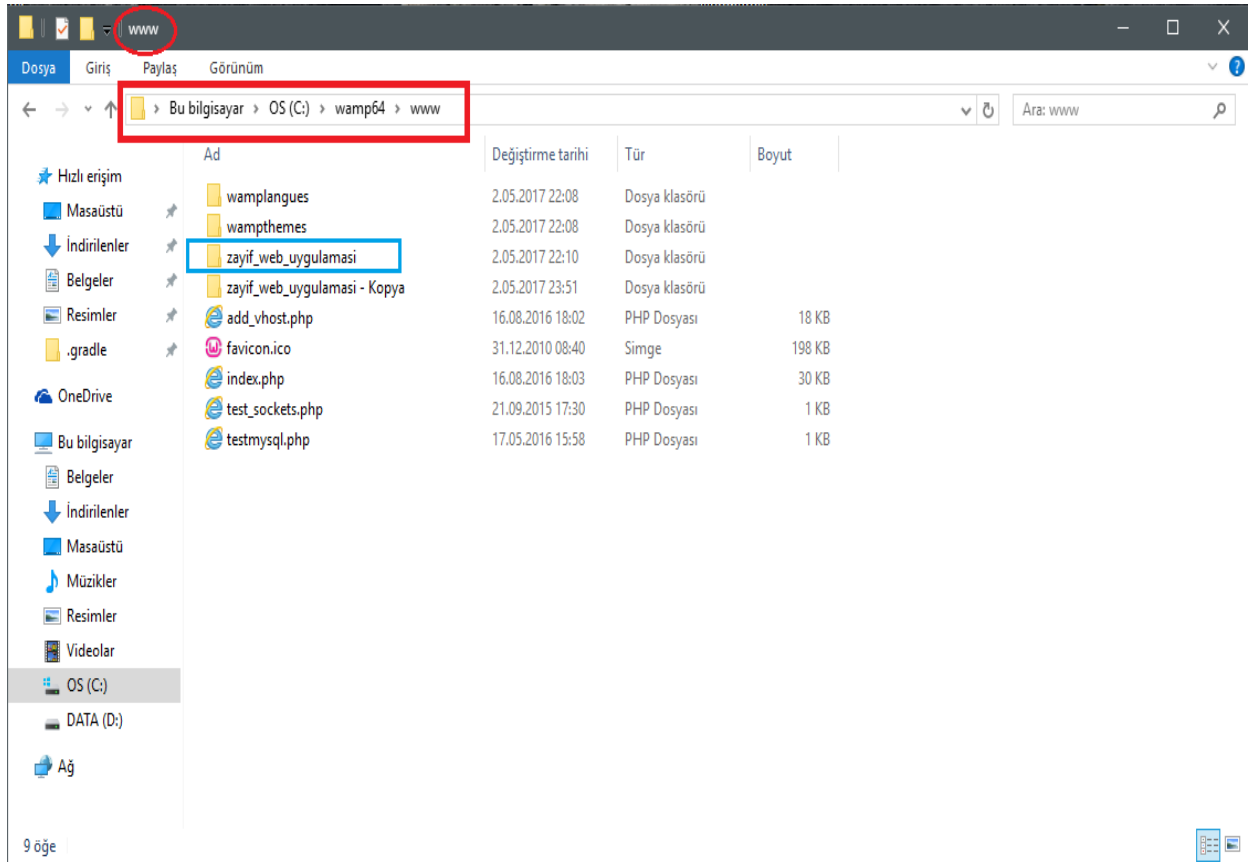 www
Dosya Giriş Paylaş Görünüm
Bu bilgisayar > OS (C:) > wamp64 > www
Ara: www
Ad Değiştirme tarihi Tür Boyut
wamplangues 2.05.2017 22:08 Dosya klasörü
wampthemes 2.05.2017 22:08 Dosya klasörü
zayif_web_uygulamasi 2.05.2017 22:10 Dosya klasörü
zayif_web_uygulamasi - Kopya 2.05.2017 23:51 Dosya klasörü
add_vhost.php 16.08.2016 18:02 PHP Dosyası 18 KB
favicon.ico 31.12.2010 08:40 Simge 198 KB
index.php 16.08.2016 18:03 PHP Dosyası 30 KB
test_sockets.php 21.09.2015 17:30 PHP Dosyası 1 KB
testmysql.php 17.05.2016 15:58 PHP Dosyası 1 KB
Hızlı erişim
Masaüstü
İndirilenler
Belgeler
Resimler
.gradle
OneDrive
Bu bilgisayar
Belgeler
İndirilenler
Masaüstü
Müzikler
Resimler
Videolar
OS (C:)
DATA (D:)
Ağ
9 öğe